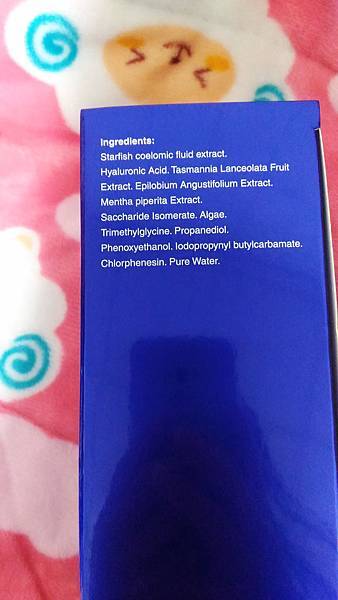 Ingredients:
Starfish coelomic fluid extract.
Hyaluronic Acid. Tasmannia Lanceolata Fruit
Extract. Epilobium Angustifolium Extract.
Mentha piperita Extract.
Saccharide Isomerate. Algae.
Trimethylglycine. Propanediol.
Phenoxyethanol. Iodopropynyl butylcarbamate.
Chlorphenesin. Pure Water.